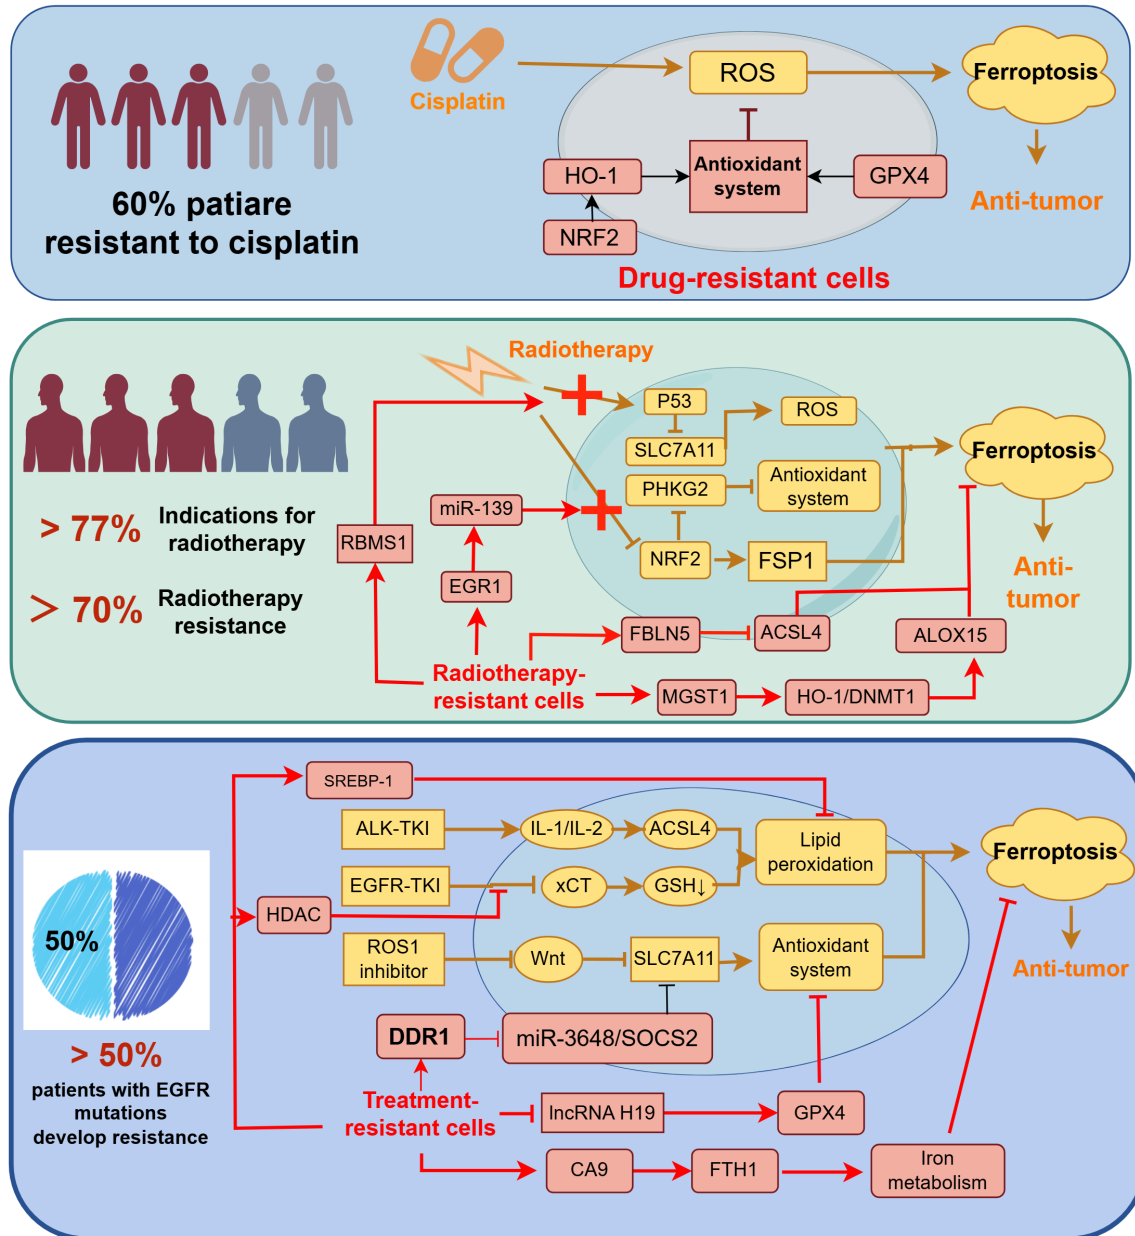 Cisplatin
ROS
Ferroptosis
60% patiare
resistant to cisplatin
HO-1
Antioxidant
system
GPX4
NRF2
Anti-tumor
Drug-resistant cells
Radiotherapy
P53
ROS
SLC7A11
Ferroptosis
PHKG2
Antioxidant
system
> 77%
Indications for
radiotherapy
RBMS1
miR-139
NRF2
FSP1
EGR1
Anti-
tumor
> 70%
Radiotherapy
resistance
FBLN5
ACSL4
ALOX15
Radiotherapy-
resistant cells
MGST1
HO-1/DNMT1
SREBP-1
ALK-TKI
IL-1/IL-2
ACSL4
Lipid
peroxidation
Ferroptosis
EGFR-TKI
xCT
GSH↓
HDAC
50%
ROS1
inhibitor
Wnt
SLC7A11
Antioxidant
system
Anti-tumor
DDR1
miR-3648/SOCS2
> 50%
patients with EGFR
mutations
develop resistance
Treatment-
resistant cells
lncRNA H19
GPX4
CA9
FTH1
Iron
metabolism